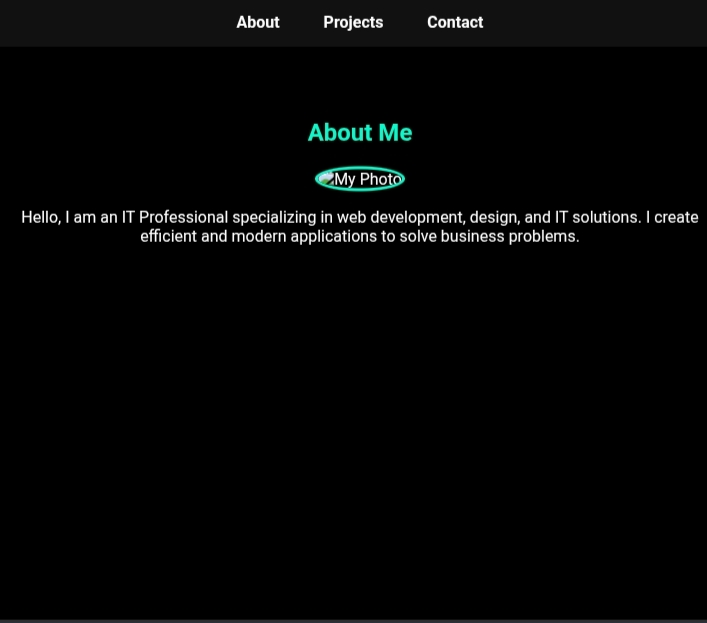 About Projects Contact
About Me
My Photo
Hello, I am an IT Professional specializing in web development, design, and IT solutions. I create
efficient and modern applications to solve business problems.